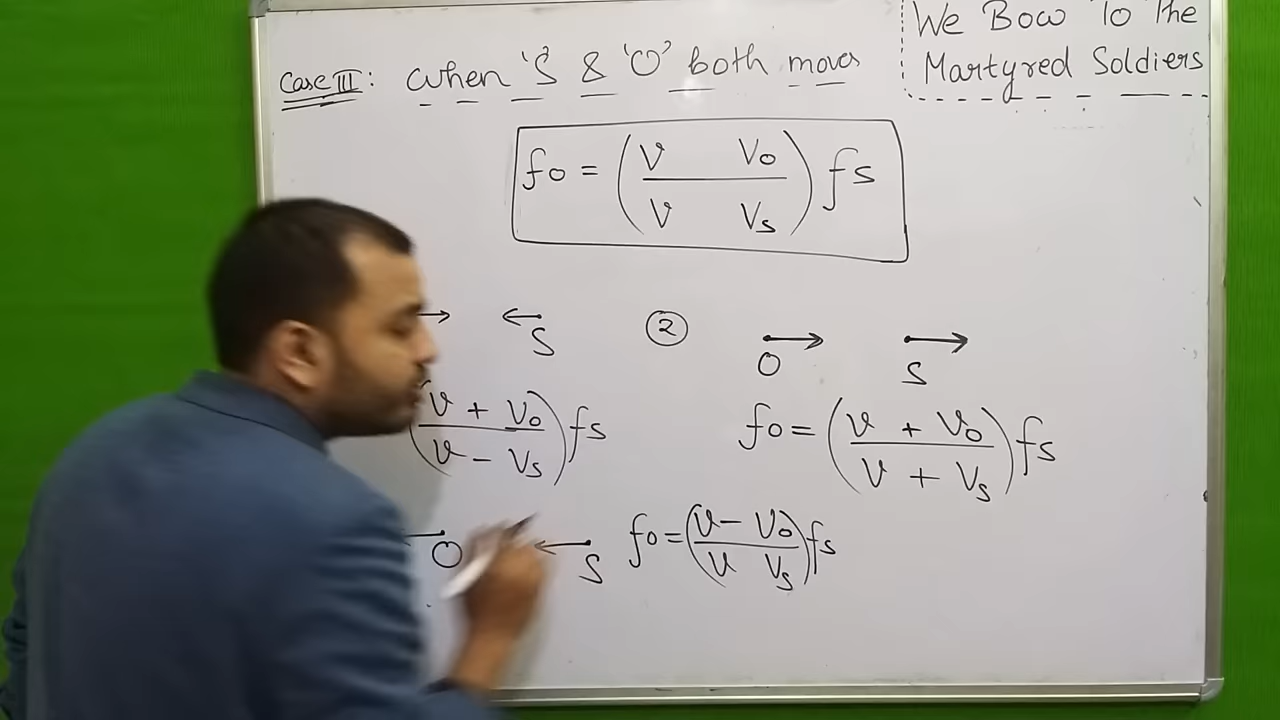 We Bow To The
Martyred Soldiers
Case III: When 'S' & 'O' both moves
fo = (V Vo / V Vs) fs
→ ← S
(V + Vo / V - Vs) fs
② O → S →
fo = (V + Vo / V + Vs) fs
← O ← S fo = (V - Vo / V Vs) fs